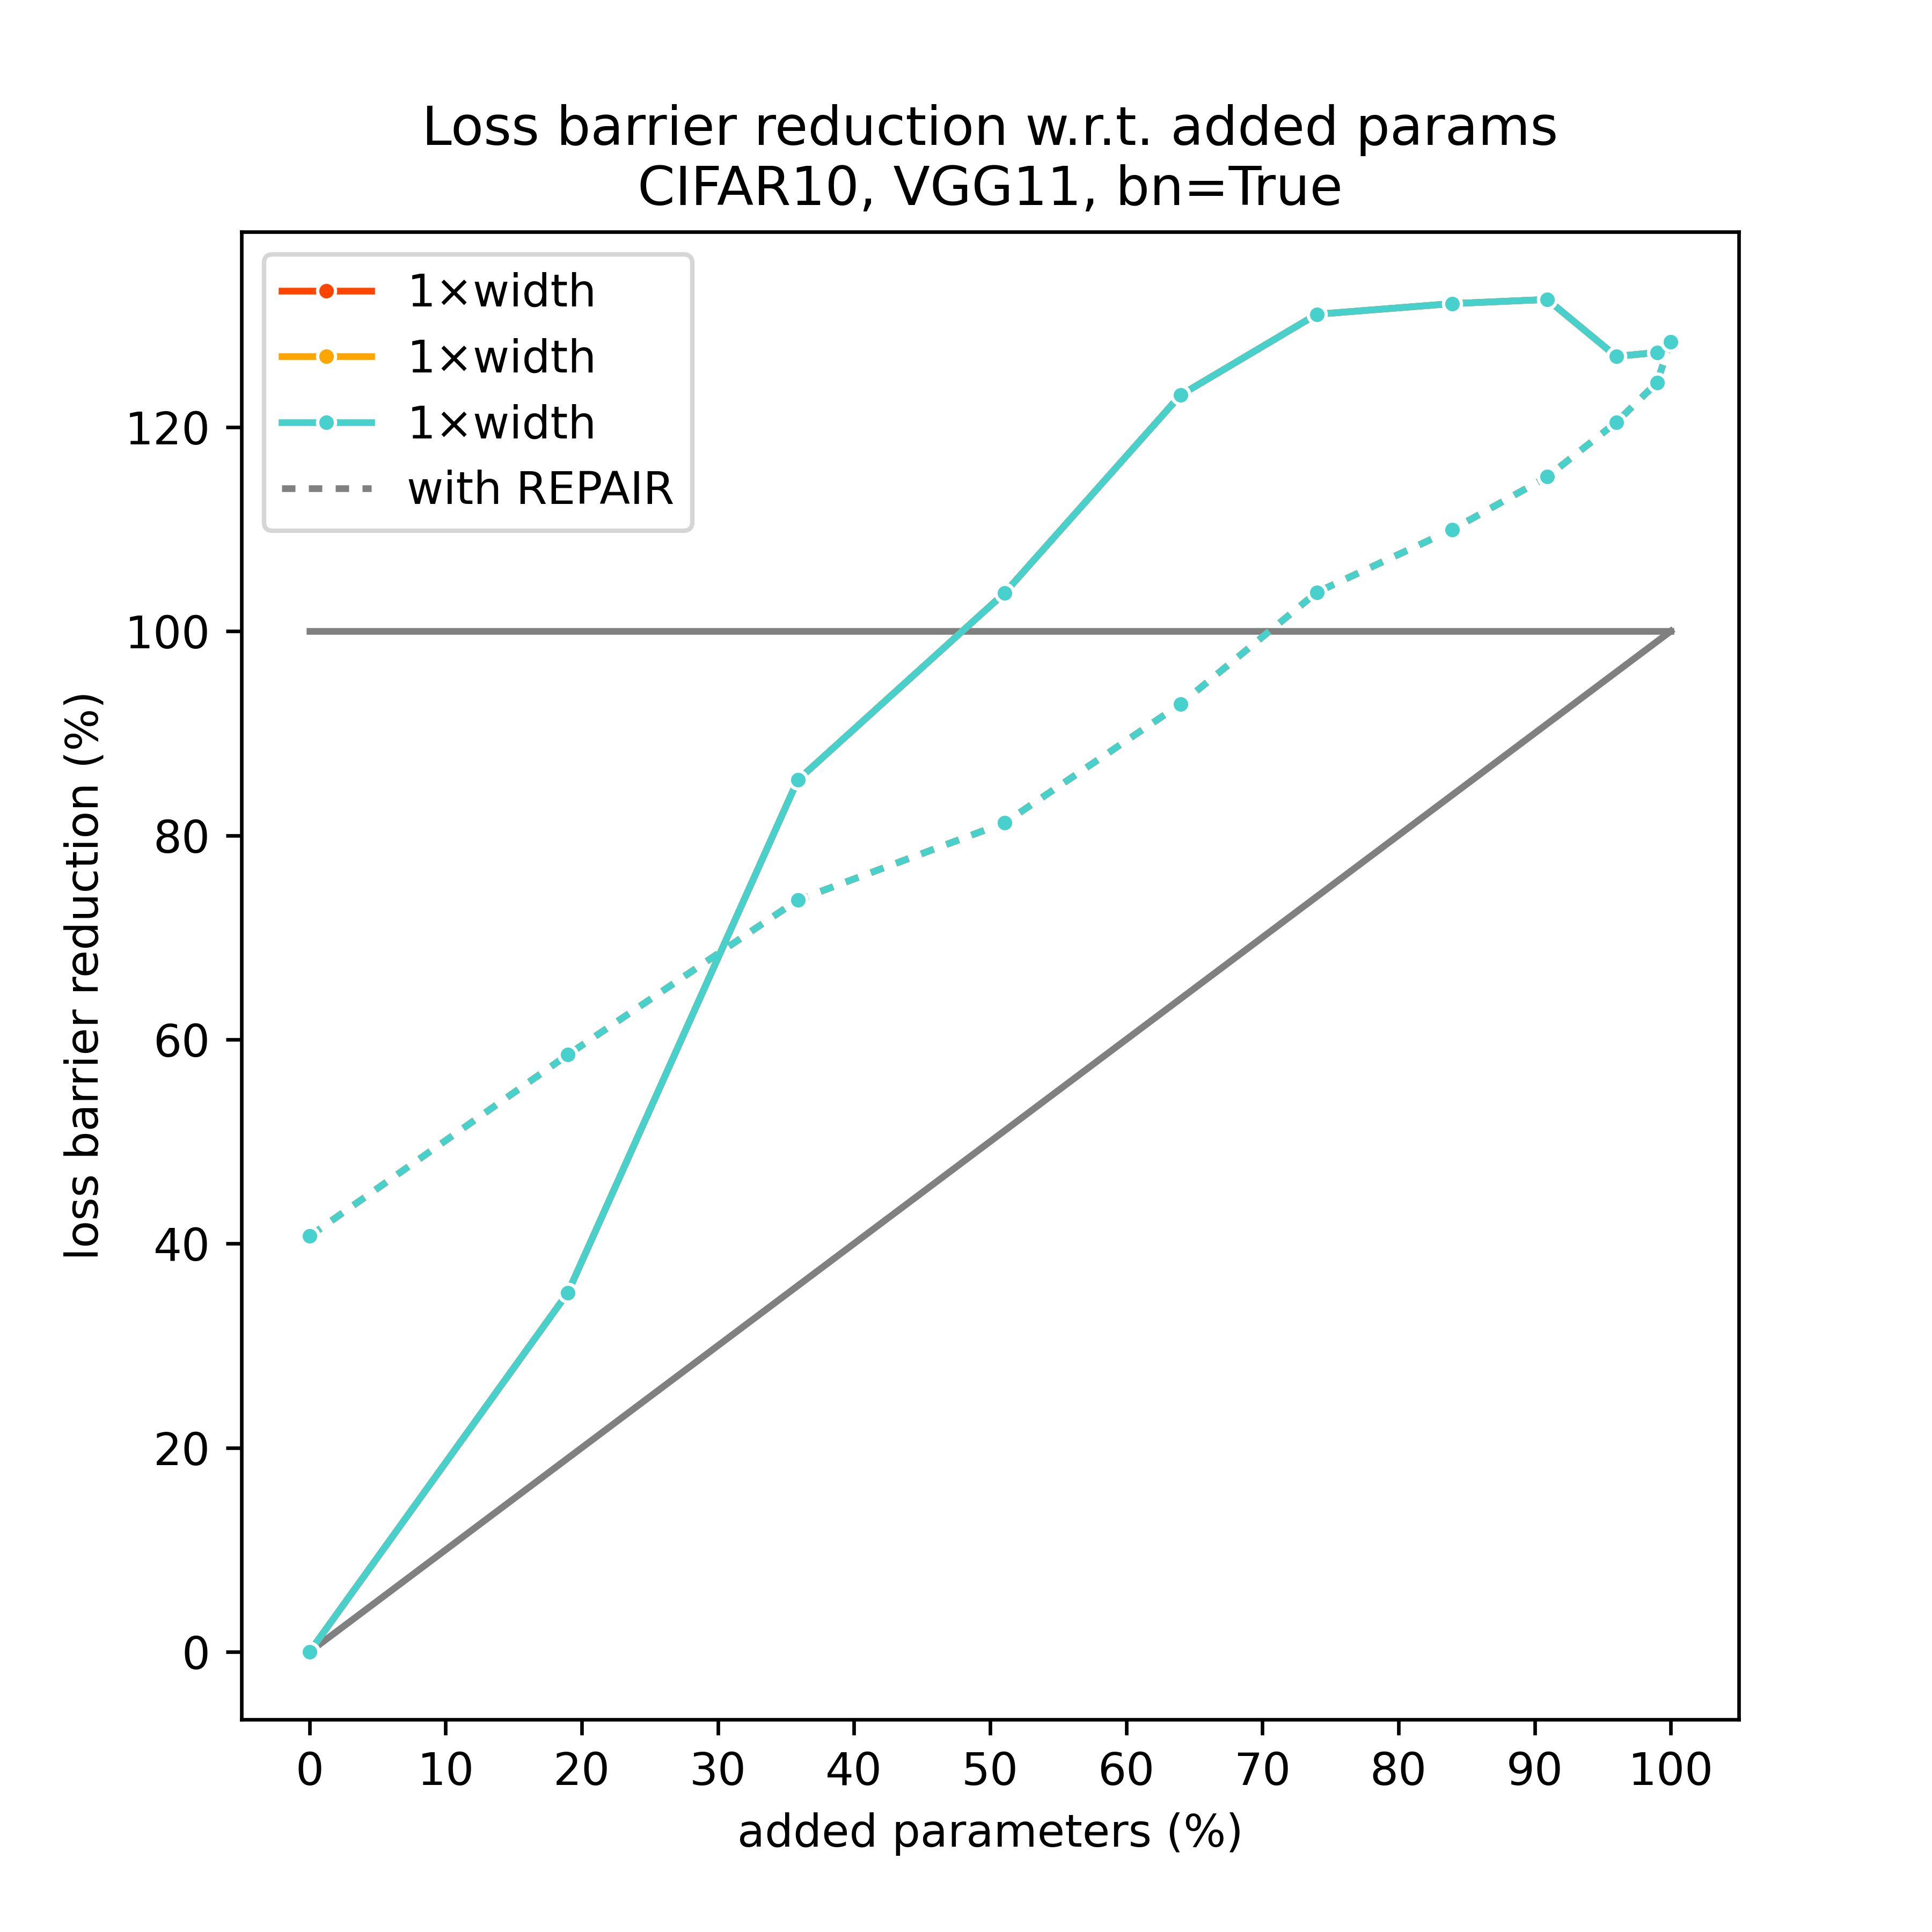 Loss barrier reduction w.r.t. added params
CIFAR10, VGG11, bn=True
1×width
1×width
1×width
with REPAIR
loss barrier reduction (%)
120
100
80
60
40
20
0
0 10 20 30 40 50 60 70 80 90 100
added parameters (%)